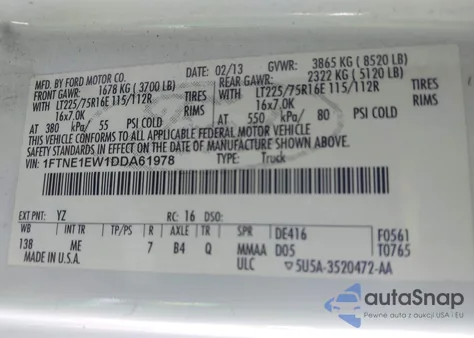 MFD. BY FORD MOTOR CO.
DATE: 02/13 GVWR: 3865 KG (8520 LB)
FRONT GAWR: 1678 KG (3700 LB) REAR GAWR: 2322 KG (5120 LB)
WITH LT225/75R16E 115/112R TIRES WITH LT225/75R16E 115/112R TIRES
16x7.0K RIMS 16x7.0K RIMS
AT 380 kPa/ 55 PSI COLD AT 550 kPa/ 80 PSI COLD
THIS VEHICLE CONFORMS TO ALL APPLICABLE FEDERAL MOTOR VEHICLE
SAFETY STANDARDS IN EFFECT ON THE DATE OF MANUFACTURE SHOWN ABOVE.
VIN: 1FTNE1EW1DDA61978 TYPE: Truck
EXT PNT: YZ RC: 16 DSO: F0561
WB INT TR TP/PS R AXLE TR SPR DE416 T0765
138 ME 7 B4 Q MMAA D05
MADE IN U.S.A. ULC 5U5A-3520472-AA
autoSnap
Pewne auta z USA i EU